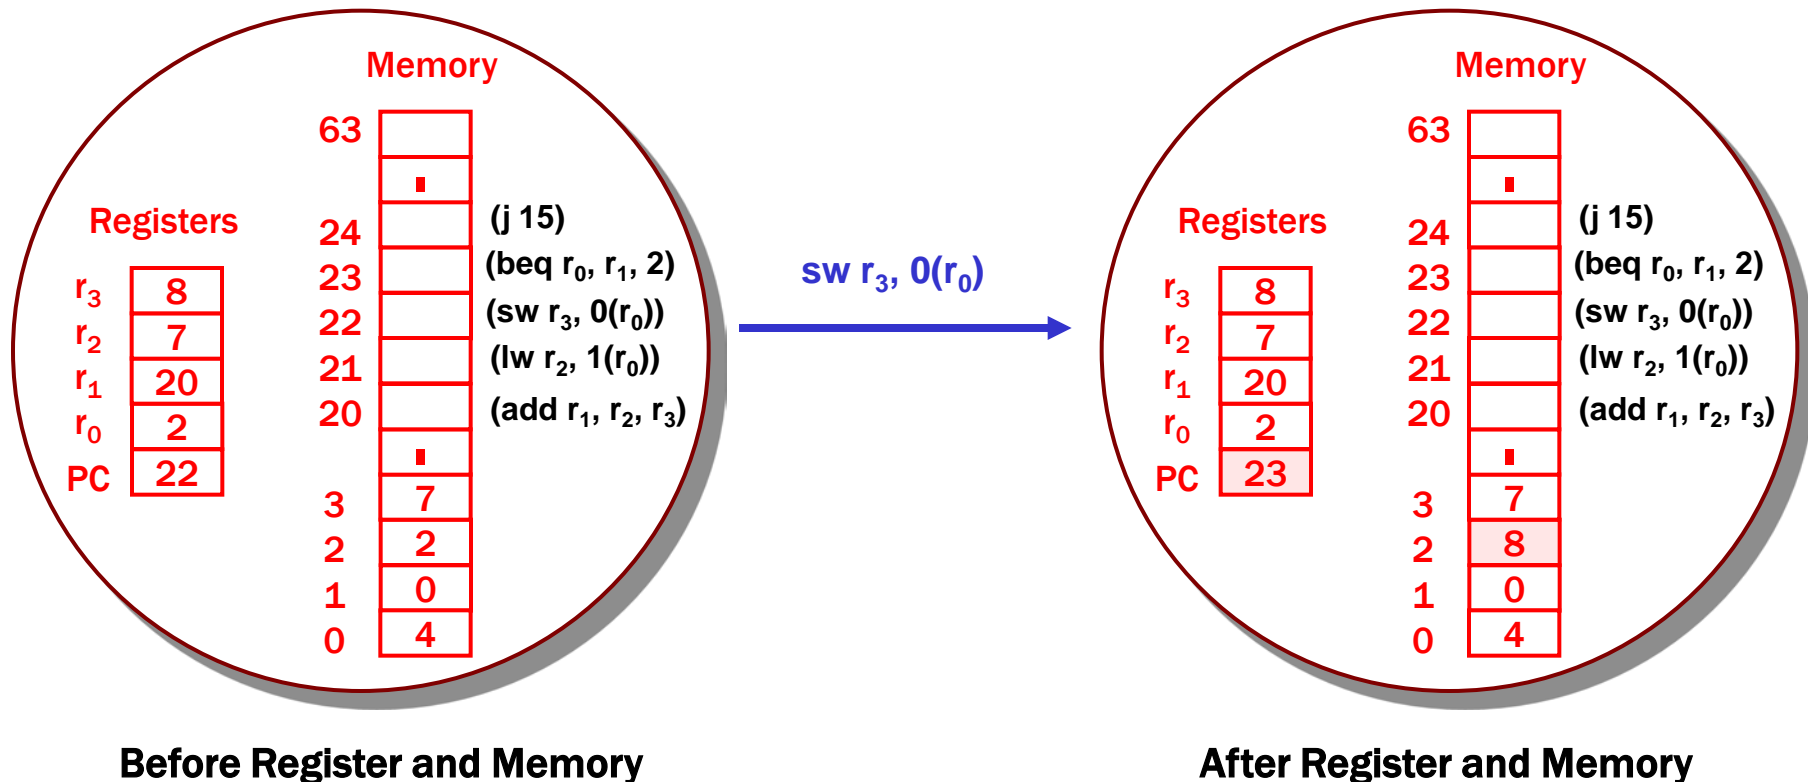 Memory
63
Registers
24 (j 15)
23 (beq r₀, r₁, 2)
r₃ 8
22 (sw r₃, 0(r₀))
r₂ 7
21 (lw r₂, 1(r₀))
r₁ 20
20 (add r₁, r₂, r₃)
r₀ 2
PC 22
3 7
2 2
1 0
0 4
Before Register and Memory
sw r₃, 0(r₀)
Memory
63
Registers
24 (j 15)
23 (beq r₀, r₁, 2)
r₃ 8
22 (sw r₃, 0(r₀))
r₂ 7
21 (lw r₂, 1(r₀))
r₁ 20
20 (add r₁, r₂, r₃)
r₀ 2
PC 23
3 7
2 8
1 0
0 4
After Register and Memory